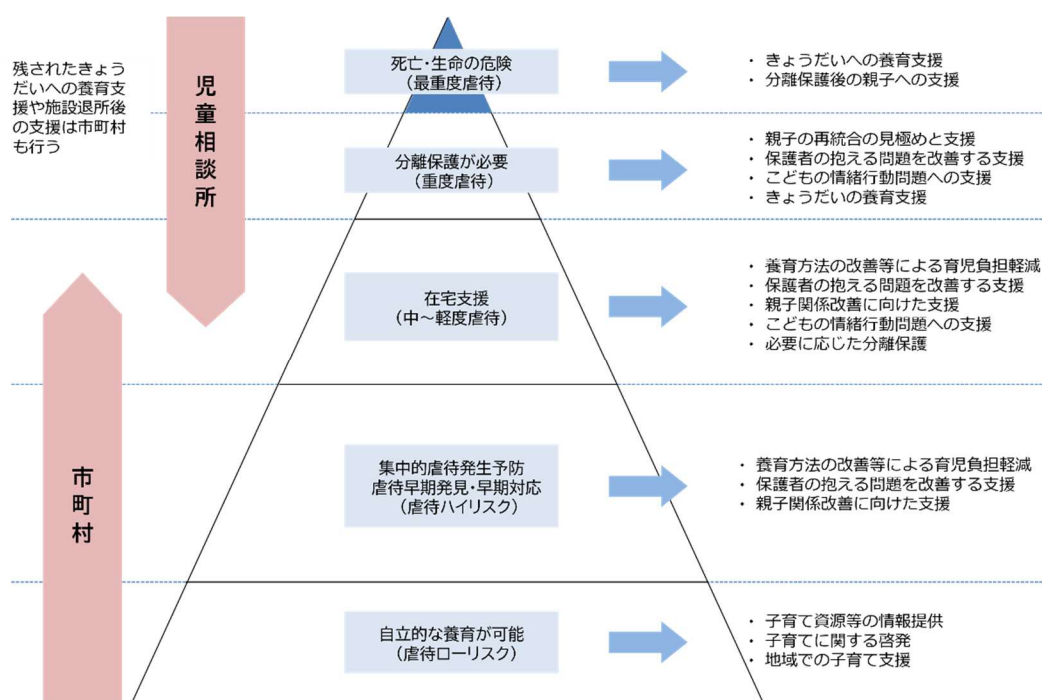 残されたきょう
だいへの養育支
援や施設退所後
の支援は市町村
も行う
児童相談所
市町村
死亡・生命の危険
（最重度虐待）
・ きょうだいへの養育支援
・ 分離保護後の親子への支援
分離保護が必要
（重度虐待）
・ 親子の再統合の見極めと支援
・ 保護者の抱える問題を改善する支援
・ こどもの情緒行動問題への支援
・ きょうだいの養育支援
在宅支援
（中～軽度虐待）
・ 養育方法の改善等による育児負担軽減
・ 保護者の抱える問題を改善する支援
・ 親子関係改善に向けた支援
・ こどもの情緒行動問題への支援
・ 必要に応じた分離保護
集中的虐待発生予防
虐待早期発見・早期対応
（虐待ハイリスク）
・ 養育方法の改善等による育児負担軽減
・ 保護者の抱える問題を改善する支援
・ 親子関係改善に向けた支援
自立的な養育が可能
（虐待ローリスク）
・ 子育て資源等の情報提供
・ 子育てに関する啓発
・ 地域での子育て支援